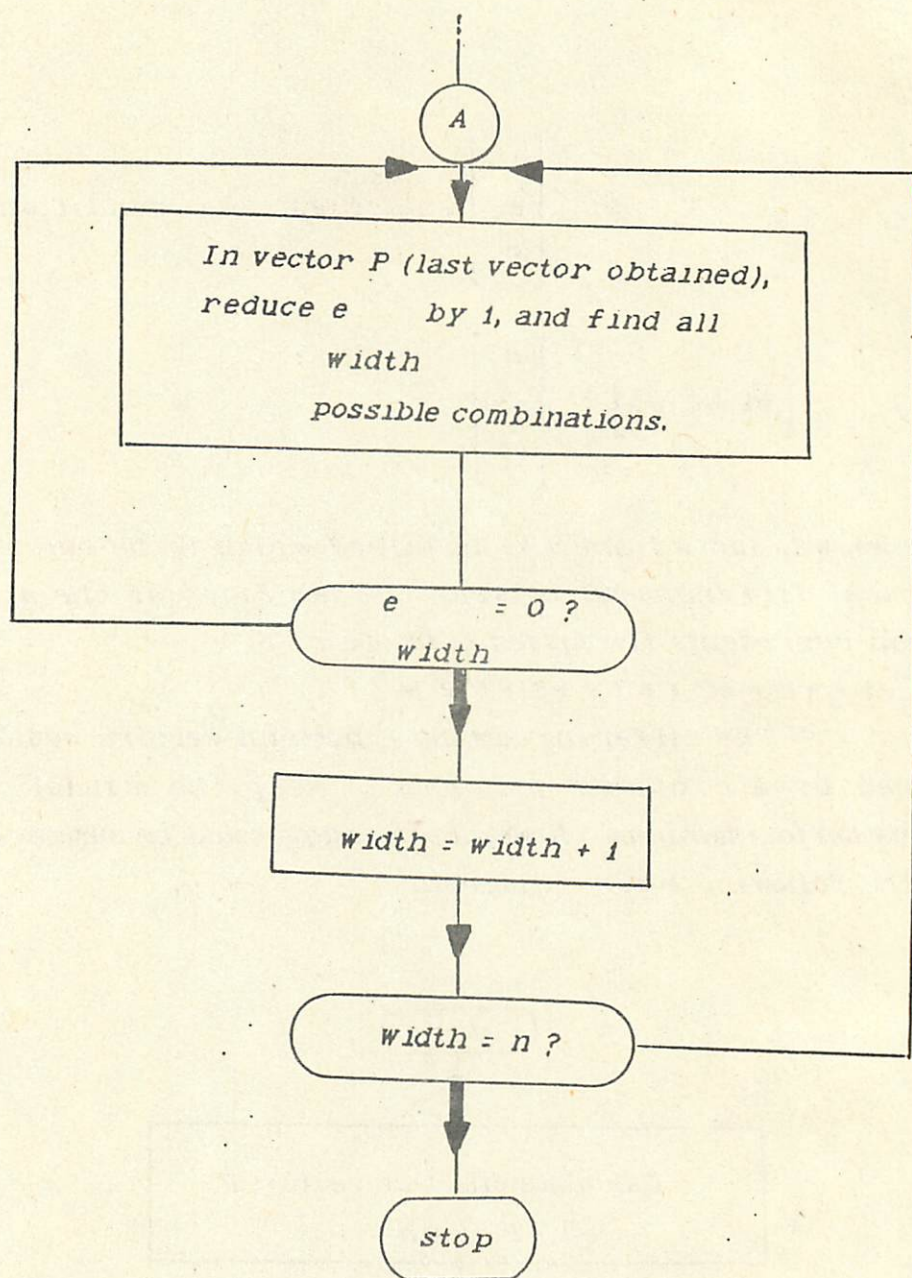 A
In vector P (last vector obtained),
reduce e by 1, and find all
width
possible combinations.
e = 0 ?
width
width = width + 1
width = n ?
stop